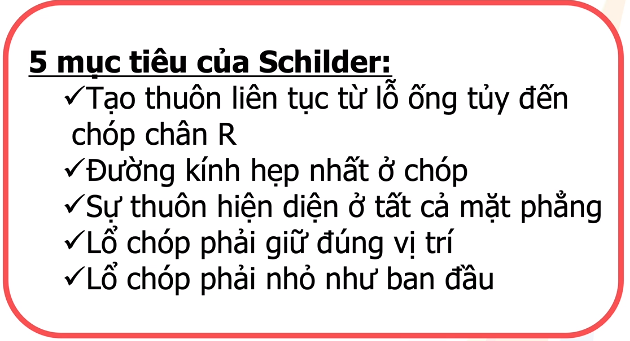 5 mục tiêu của Schilder:
✓Tạo thuôn liên tục từ lỗ ống tủy đến
chóp chân R
✓Đường kính hẹp nhất ở chóp
✓Sự thuôn hiện diện ở tất cả mặt phẳng
✓Lổ chóp phải giữ đúng vị trí
✓Lổ chóp phải nhỏ như ban đầu